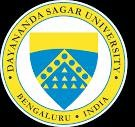 DAYANANDA SAGAR UNIVERSITY
BENGALURU • INDIA